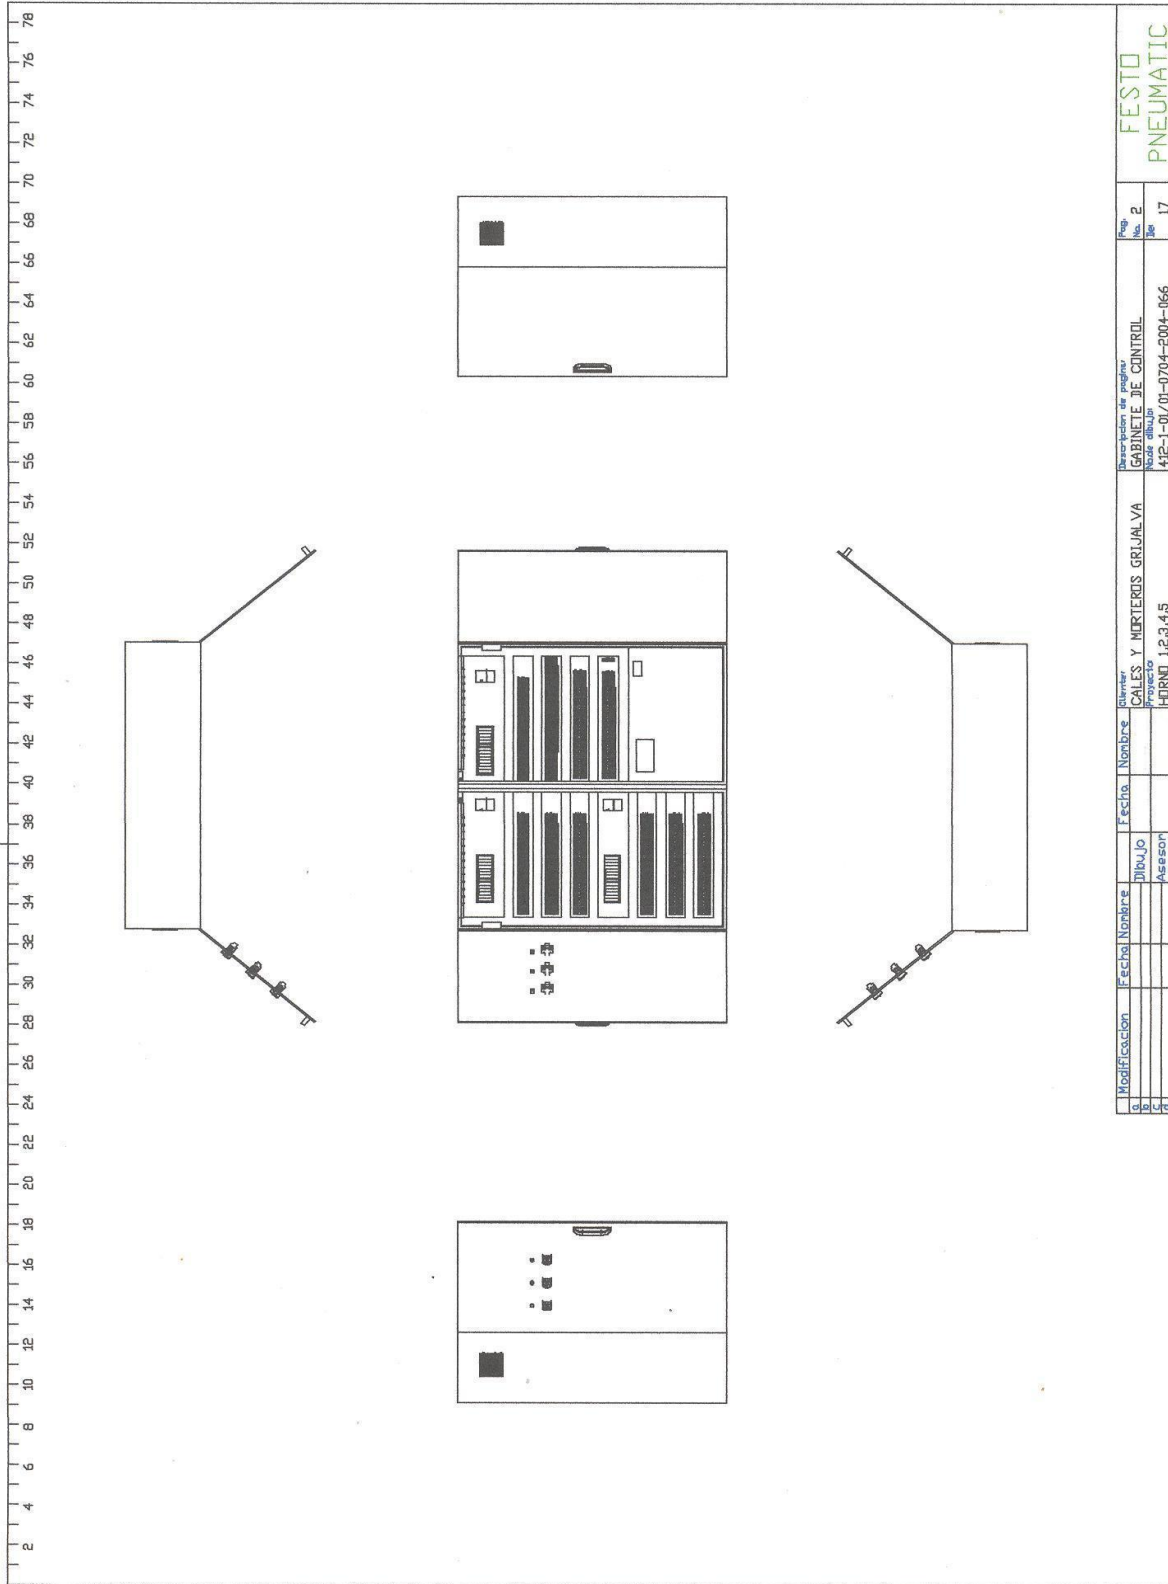 2 4 6 8 10 12 14 16 18 20 22 24 26 28 30 32 34 36 38 40 42 44 46 48 50 52 54 56 58 60 62 64 66 68 70 72 74 76 78
Modificacion Fecha Nombre
a
b
c
d
Dibujo
Asesor
Fecha Nombre
Cliente:
CALES Y MORTEROS GRIJALVA
Proyecto:
HORNO 1,2,3,4,5
Descripcion de pagina:
GABINETE DE CONTROL
No.de dibujo:
412-1-01/01-0704-2004-066
Pag.
No. 2
De: 17
FESTO
PNEUMATIC